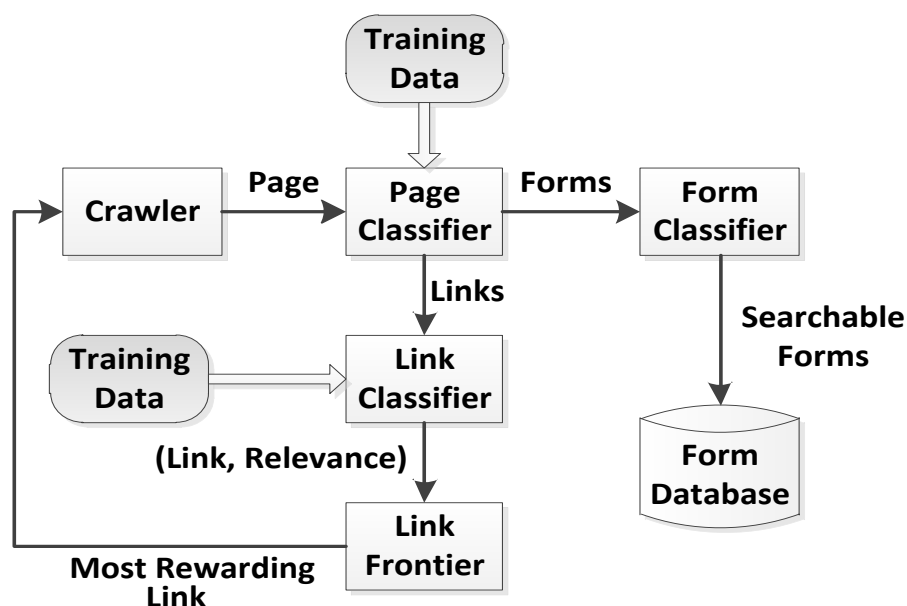 Training
Data
Page
Forms
Crawler
Page
Classifier
Form
Classifier
Links
Searchable
Forms
Training
Data
Link
Classifier
(Link, Relevance)
Form
Database
Link
Frontier
Most Rewarding
Link